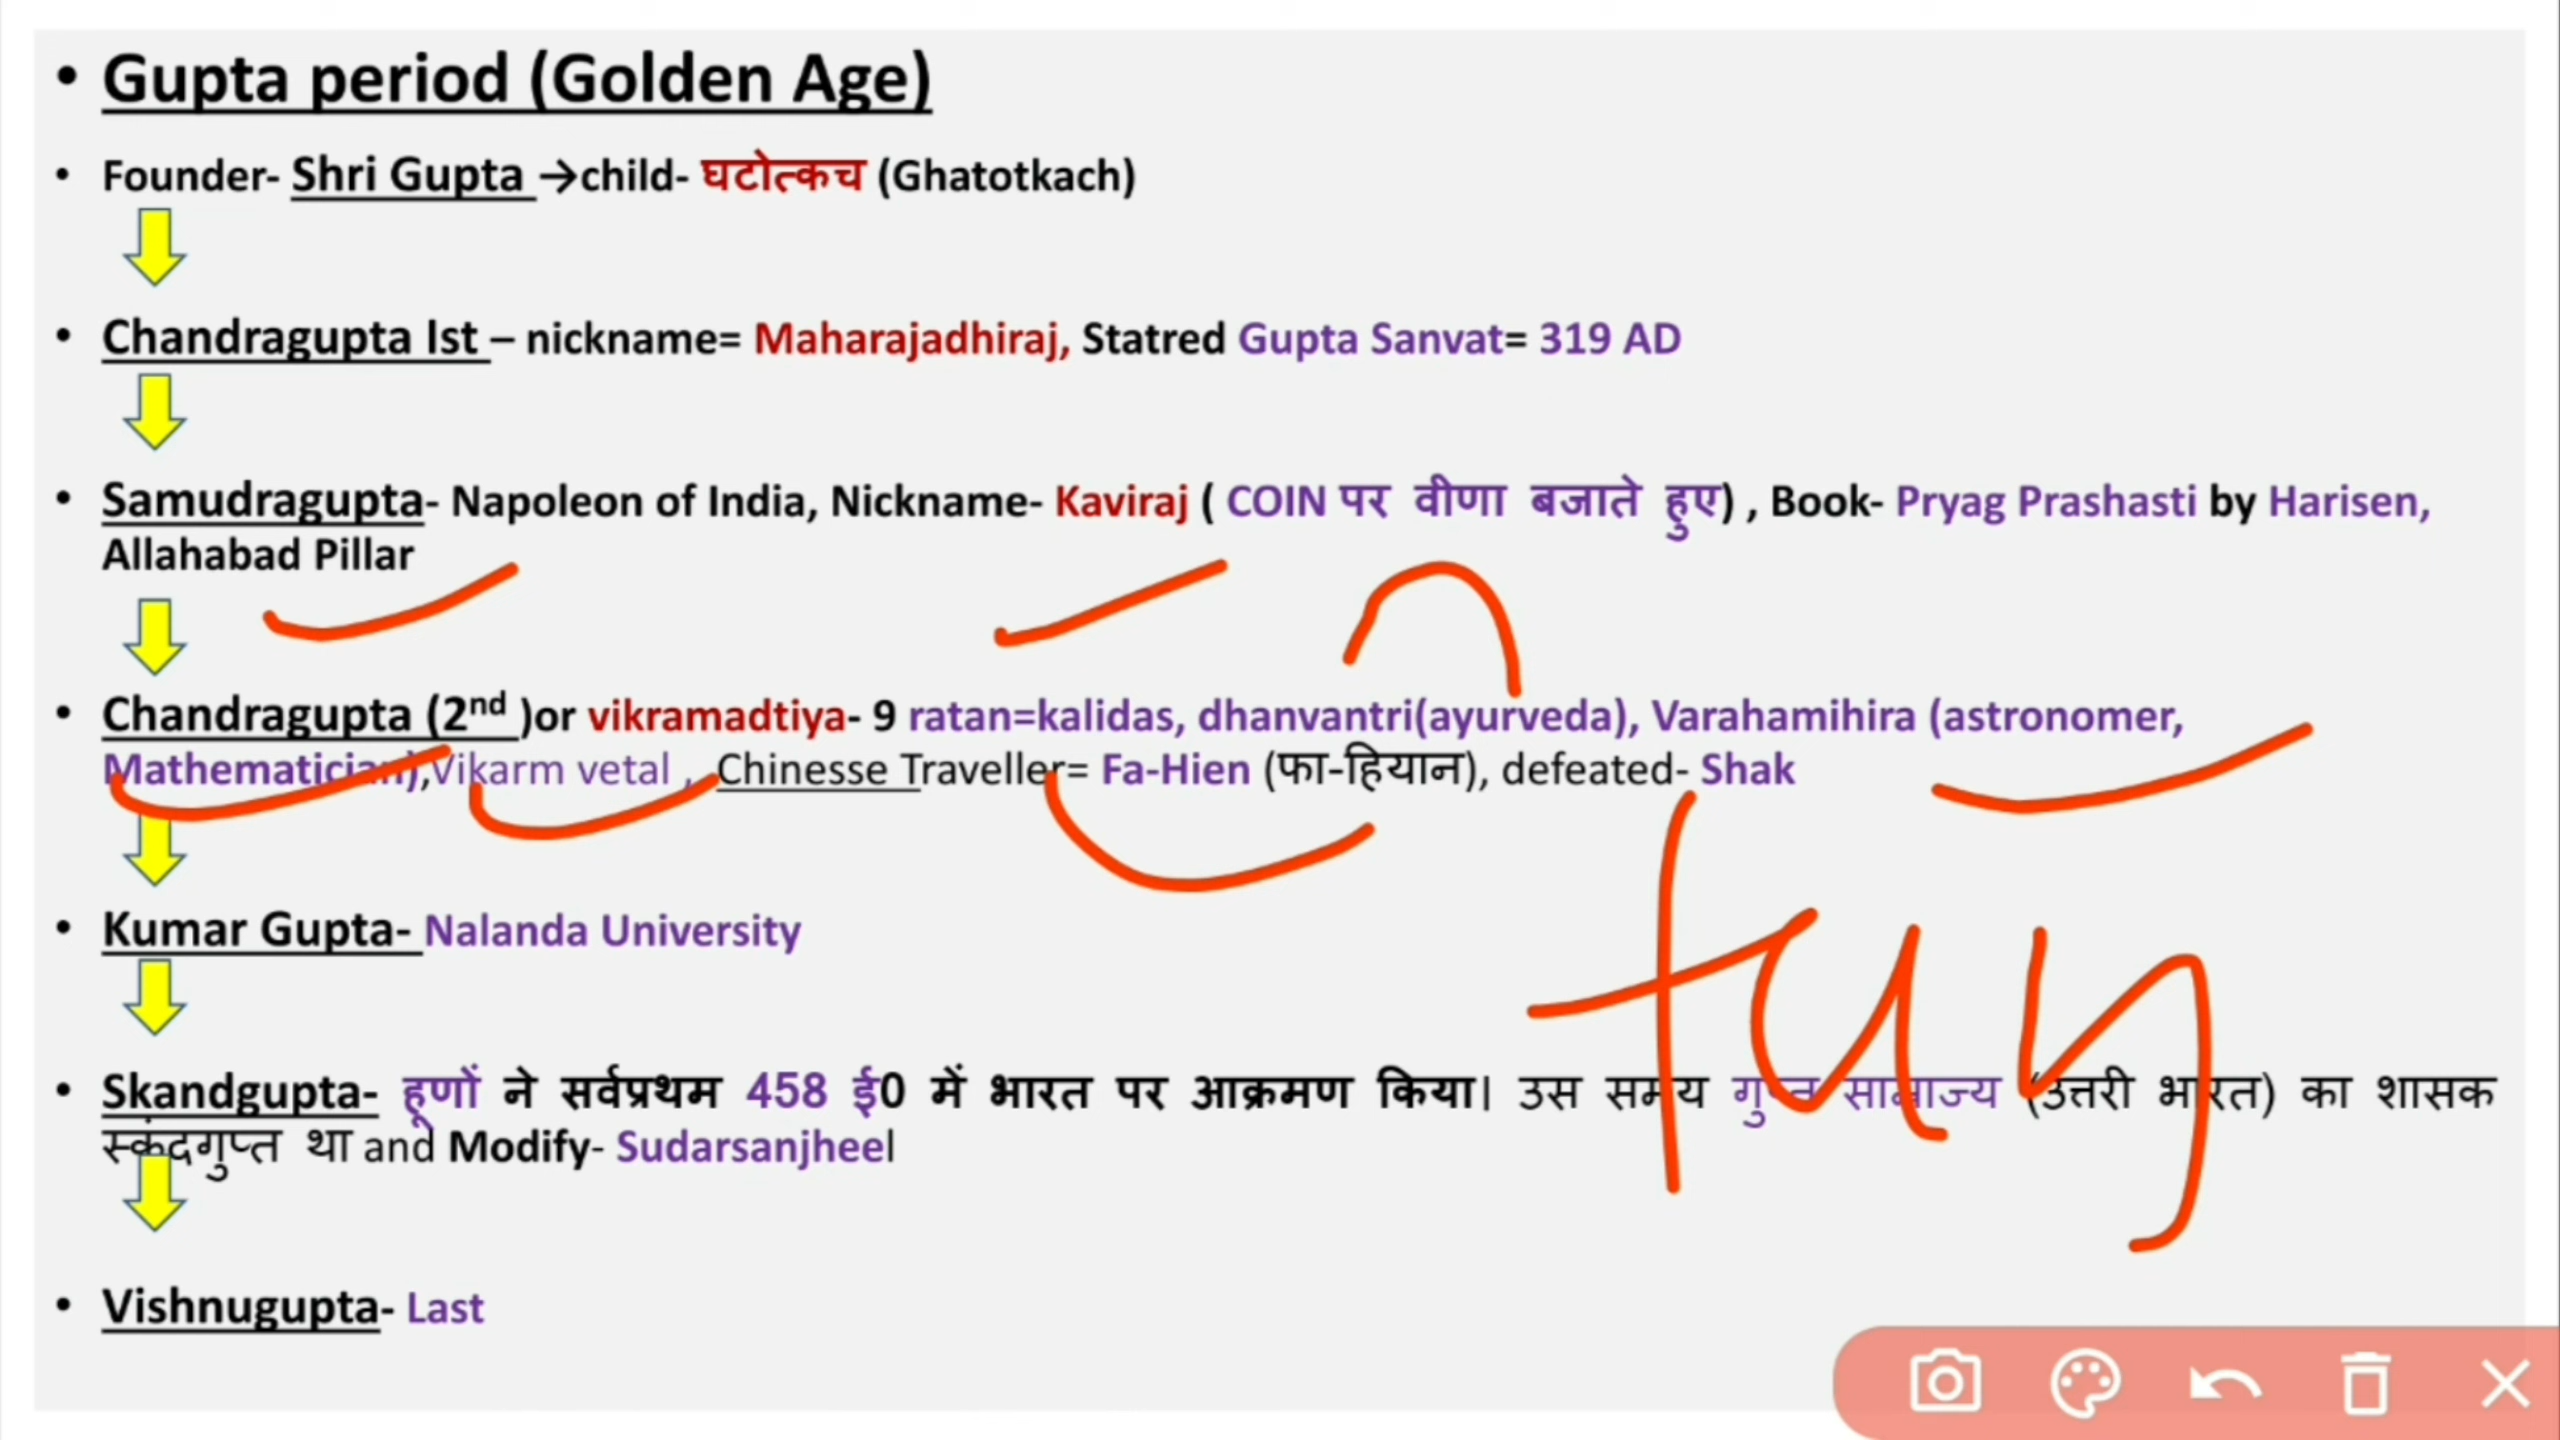 • Gupta period (Golden Age)
• Founder- Shri Gupta →child- घटोत्कच (Ghatotkach)
• Chandragupta Ist – nickname= Maharajadhiraj, Statred Gupta Sanvat= 319 AD
• Samudragupta- Napoleon of India, Nickname- Kaviraj ( COIN पर वीणा बजाते हुए) , Book- Pryag Prashasti by Harisen,
Allahabad Pillar
• Chandragupta (2nd )or vikramadtiya- 9 ratan=kalidas, dhanvantri(ayurveda), Varahamihira (astronomer,
Mathematician),Vikarm vetal , Chinesse Traveller= Fa-Hien (फा-हियान), defeated- Shak
• Kumar Gupta- Nalanda University
• Skandgupta- हूणों ने सर्वप्रथम 458 ई0 में भारत पर आक्रमण किया। उस समय गुप्त साम्राज्य (उत्तरी भारत) का शासक
स्कंदगुप्त था and Modify- Sudarsanjheel
• Vishnugupta- Last